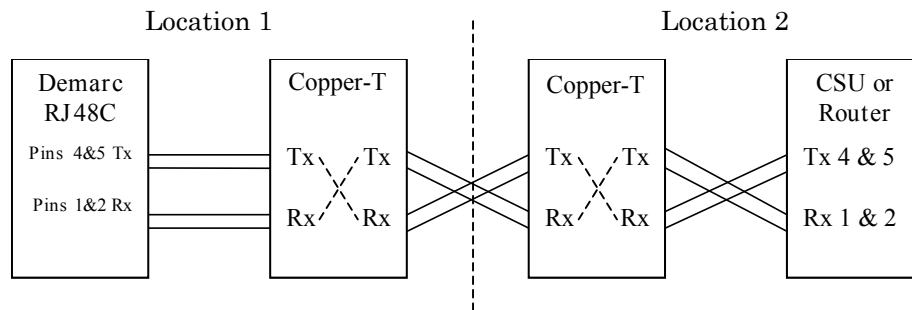 Location 1
Location 2
Demarc
RJ48C
Pins 4&5 Tx
Pins 1&2 Rx
Copper-T
Tx Tx
Rx Rx
Copper-T
Tx Tx
Rx Rx
CSU or
Router
Tx 4 & 5
Rx 1 & 2